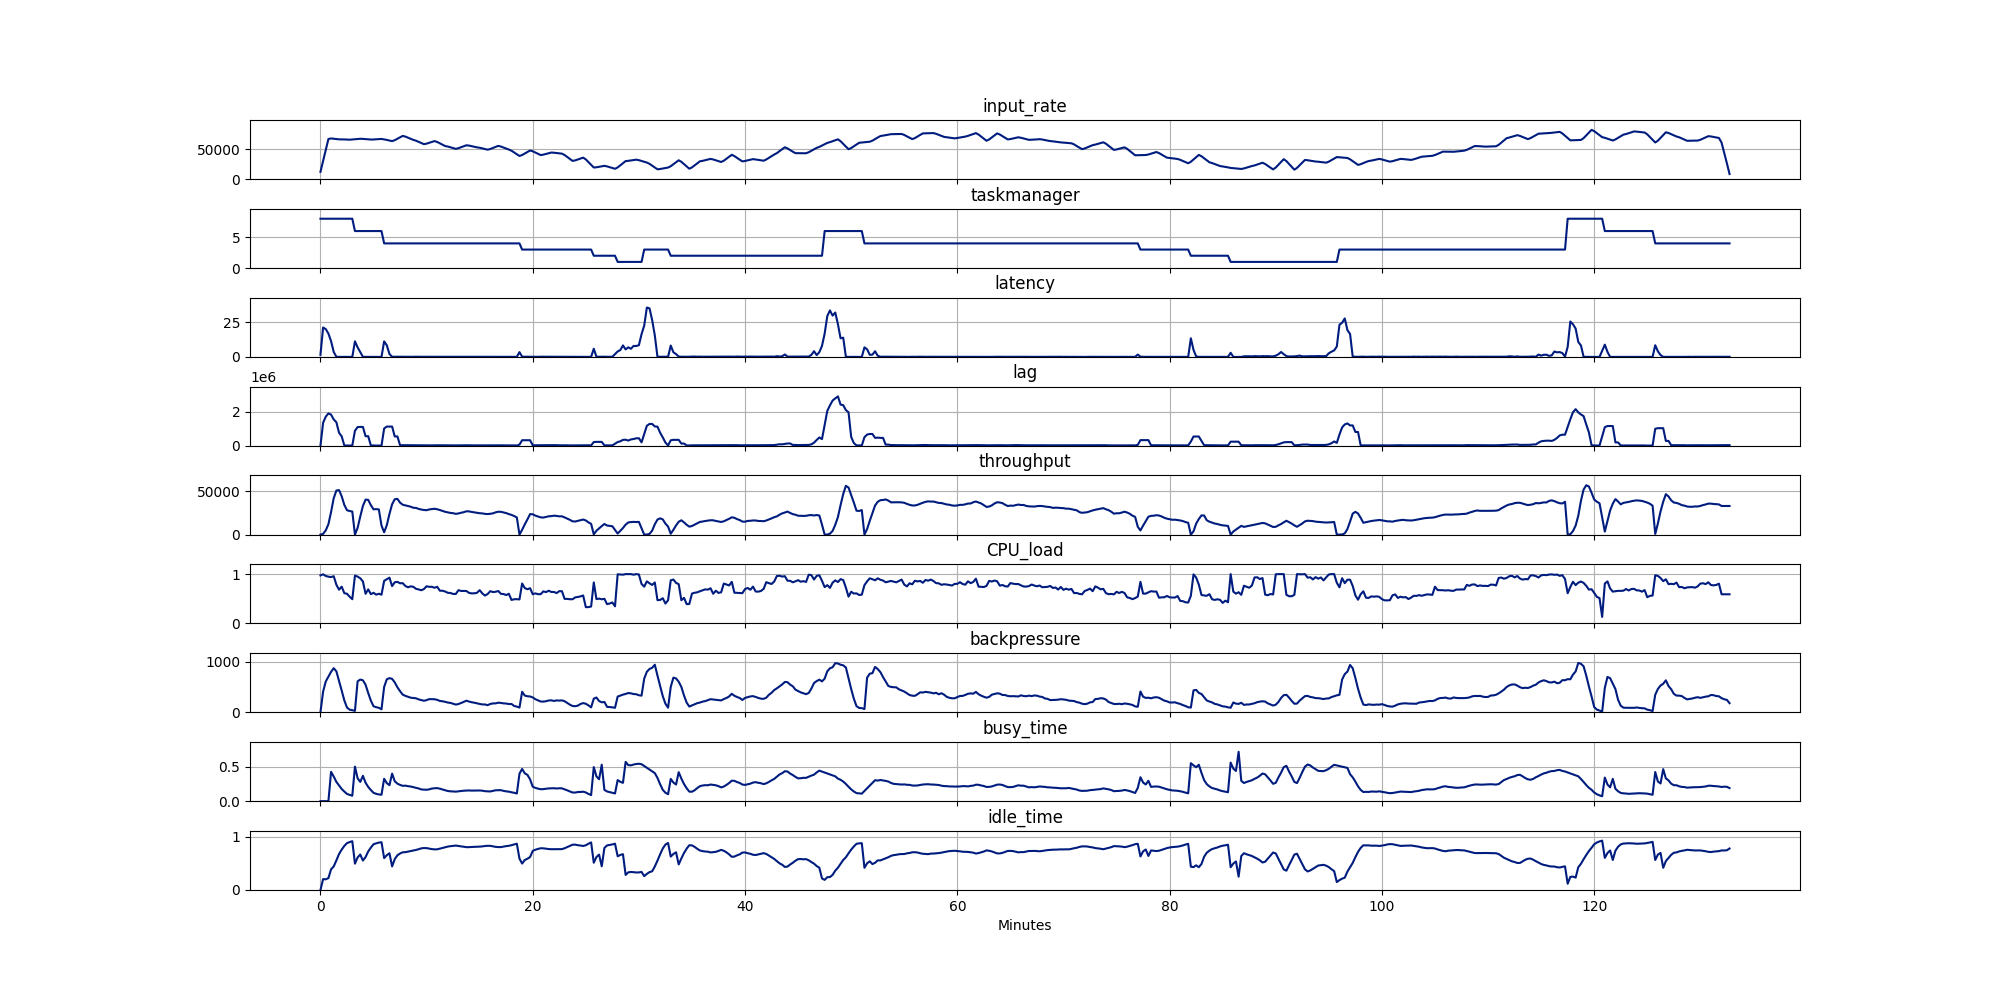 input_rate
50000
0
taskmanager
5
0
latency
25
0
1e6
lag
2
0
throughput
50000
0
CPU_load
1
0
backpressure
1000
0
busy_time
0.5
0.0
idle_time
1
0
0 20 40 60 80 100 120
Minutes